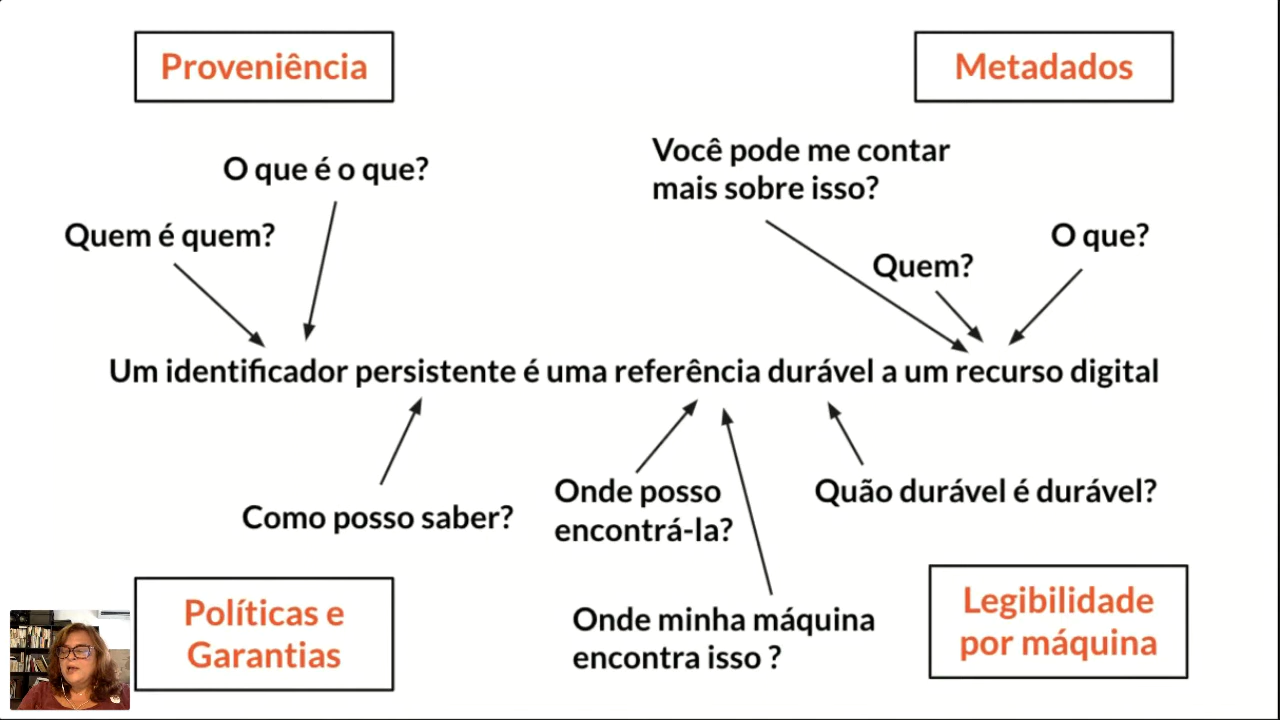 Proveniência
Metadados
O que é o que?
Você pode me contar
mais sobre isso?
Quem é quem?
Quem?
O que?
Um identificador persistente é uma referência durável a um recurso digital
Como posso saber?
Onde posso
encontrá-la?
Quão durável é durável?
Políticas e
Garantias
Onde minha máquina
encontra isso ?
Legibilidade
por máquina